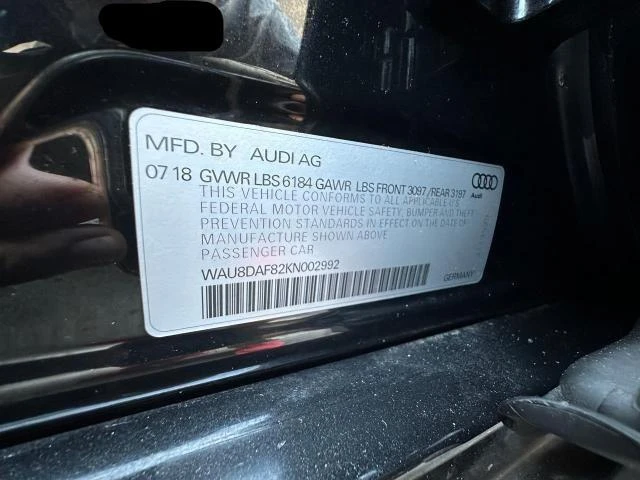 MFD. BY AUDI AG
07 18 GVWR LBS 6184 GAWR LBS FRONT 3097/REAR 3197
THIS VEHICLE CONFORMS TO ALL APPLICABLE U.S
FEDERAL MOTOR VEHICLE SAFETY, BUMPER AND THEFT
PREVENTION STANDARDS IN EFFECT ON THE DATE OF
MANUFACTURE SHOWN ABOVE
PASSENGER CAR
WAU8DAF82KN002992
Audi
GERMANY